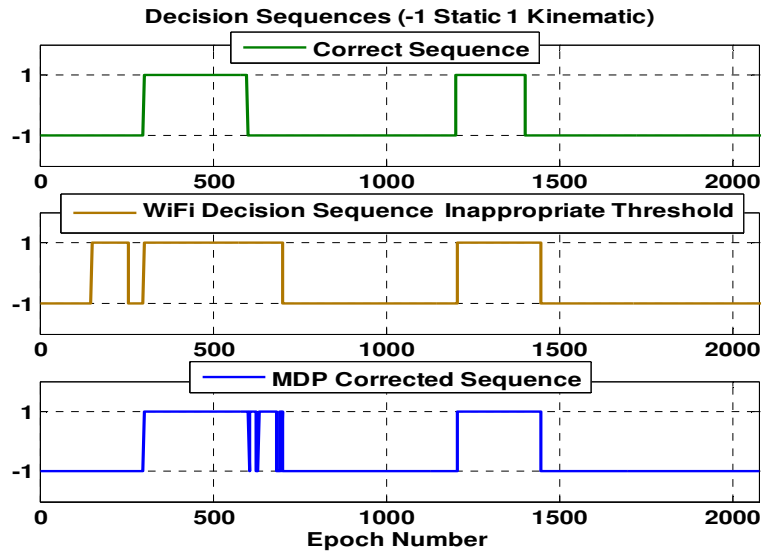 Decision Sequences (-1 Static 1 Kinematic)
Correct Sequence
1
-1
0 500 1000 1500 2000
WiFi Decision Sequence Inappropriate Threshold
1
-1
0 500 1000 1500 2000
MDP Corrected Sequence
1
-1
0 500 1000 1500 2000
Epoch Number